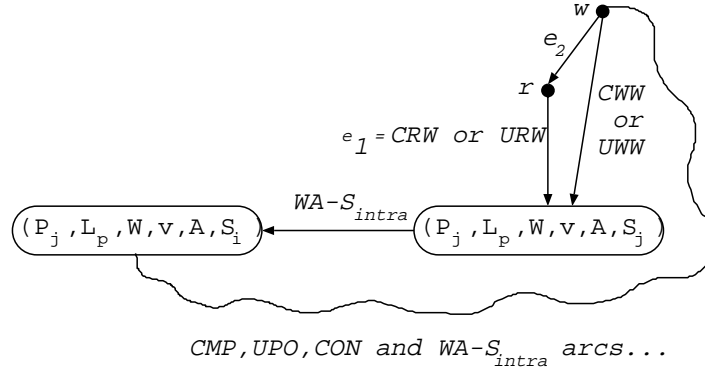 w
e2
r
CWW
or
UWW
e1 = CRW or URW
WA-Sintra
(Pj,Lp,W,v,A,Si)
(Pj,Lp,W,v,A,Sj)
CMP,UPO,CON and WA-Sintra arcs...